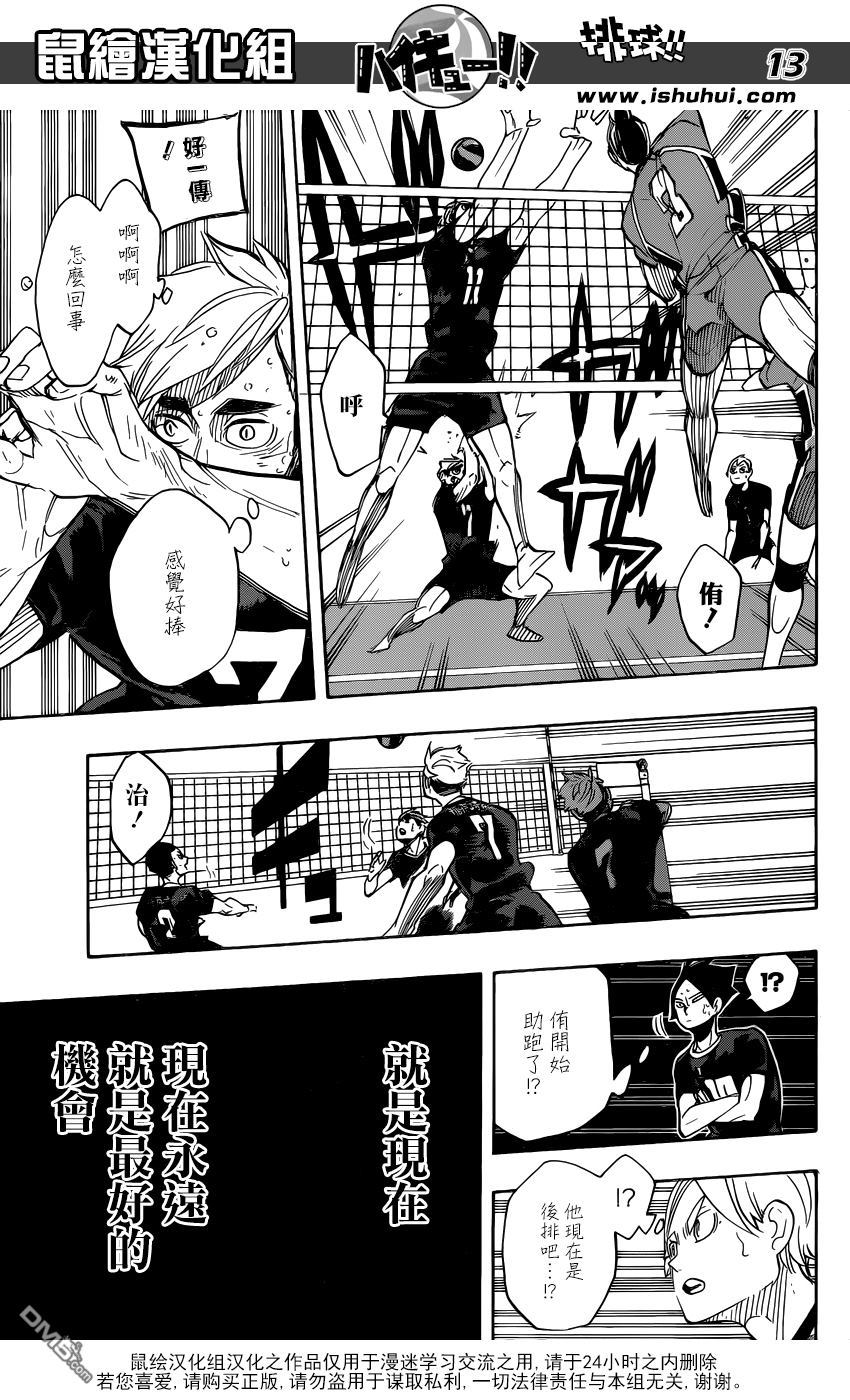 鼠繪漢化組
ハイキュー!!
排球!!
13
www.ishuhui.com
呼
侑!
好一傳
!
啊啊啊
怎麼回事
感覺好棒
7
治!
7
!?
侑開始
助跑了!?
11
!?
他現在是
後排吧…!?
就是現在
現在永遠
就是最好的
機會
鼠绘汉化组汉化之作品仅用于漫迷学习交流之用, 请于24小时之内删除
若您喜爱, 请购买正版, 请勿盗用于谋取私利, 一切法律责任与本组无关, 谢谢。